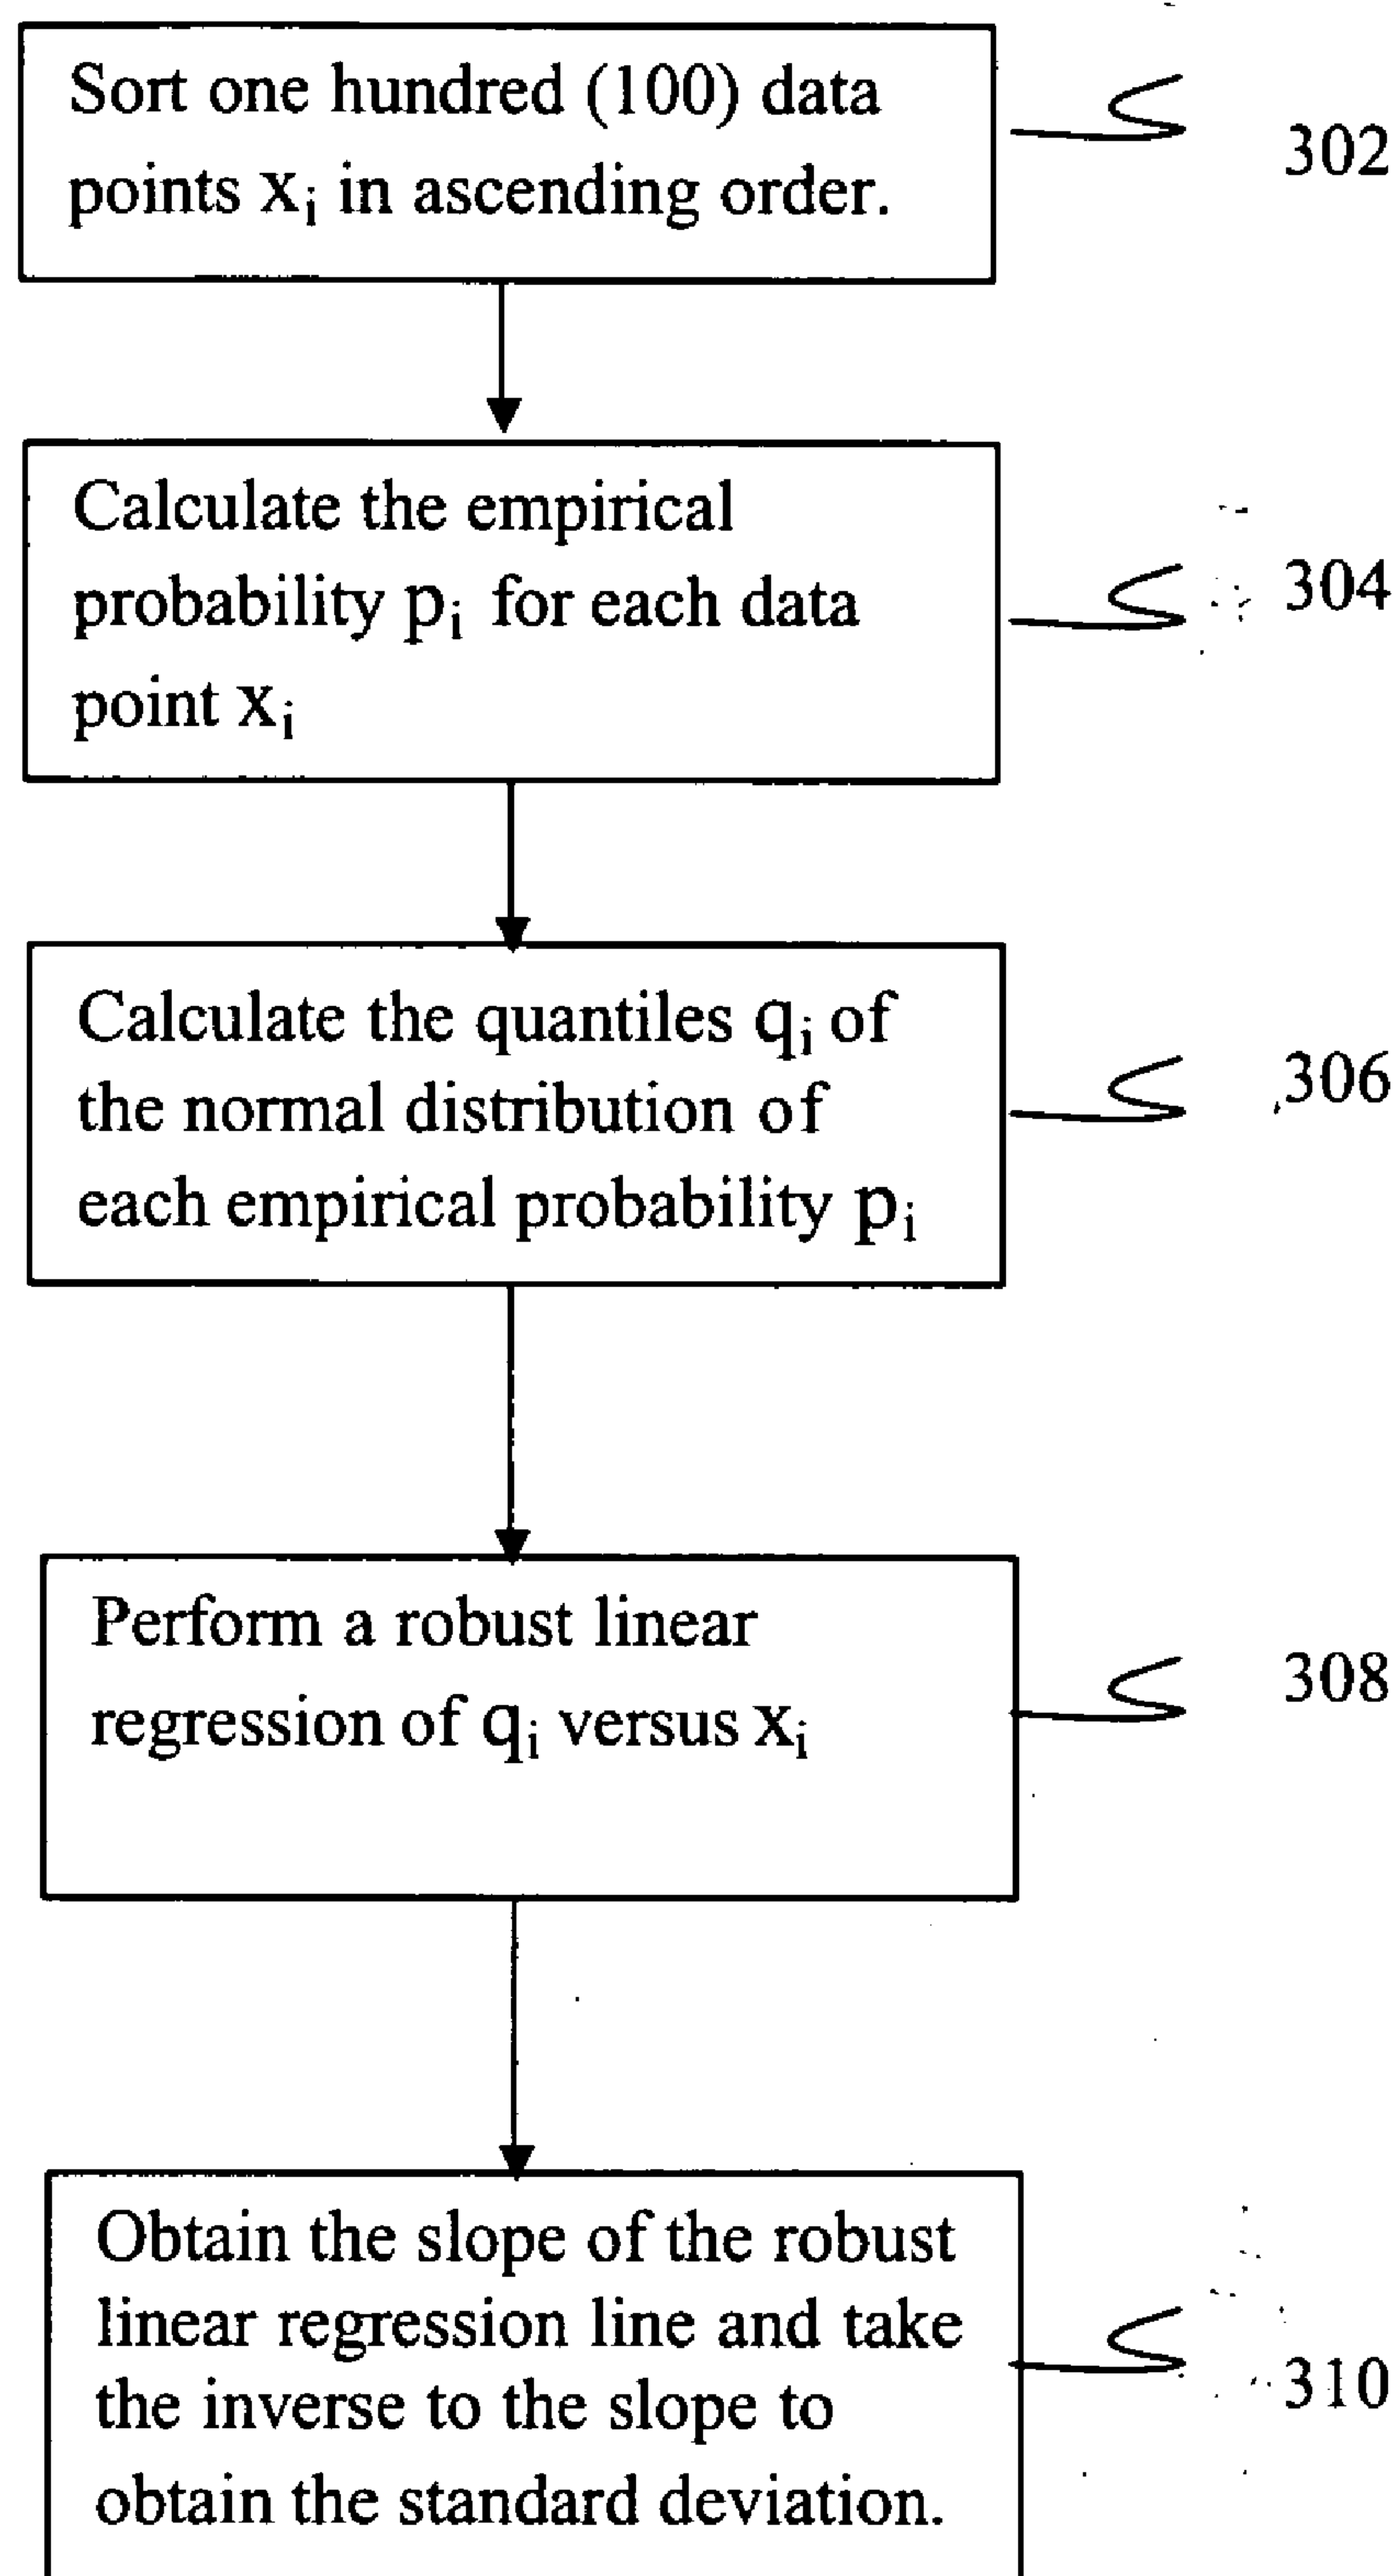 Sort one hundred (100) data
points xᵢ in ascending order.
302
Calculate the empirical
probability pᵢ for each data
point xᵢ
304
Calculate the quantiles qᵢ of
the normal distribution of
each empirical probability pᵢ
306
Perform a robust linear
regression of qᵢ versus xᵢ
308
Obtain the slope of the robust
linear regression line and take
the inverse to the slope to
obtain the standard deviation.
310